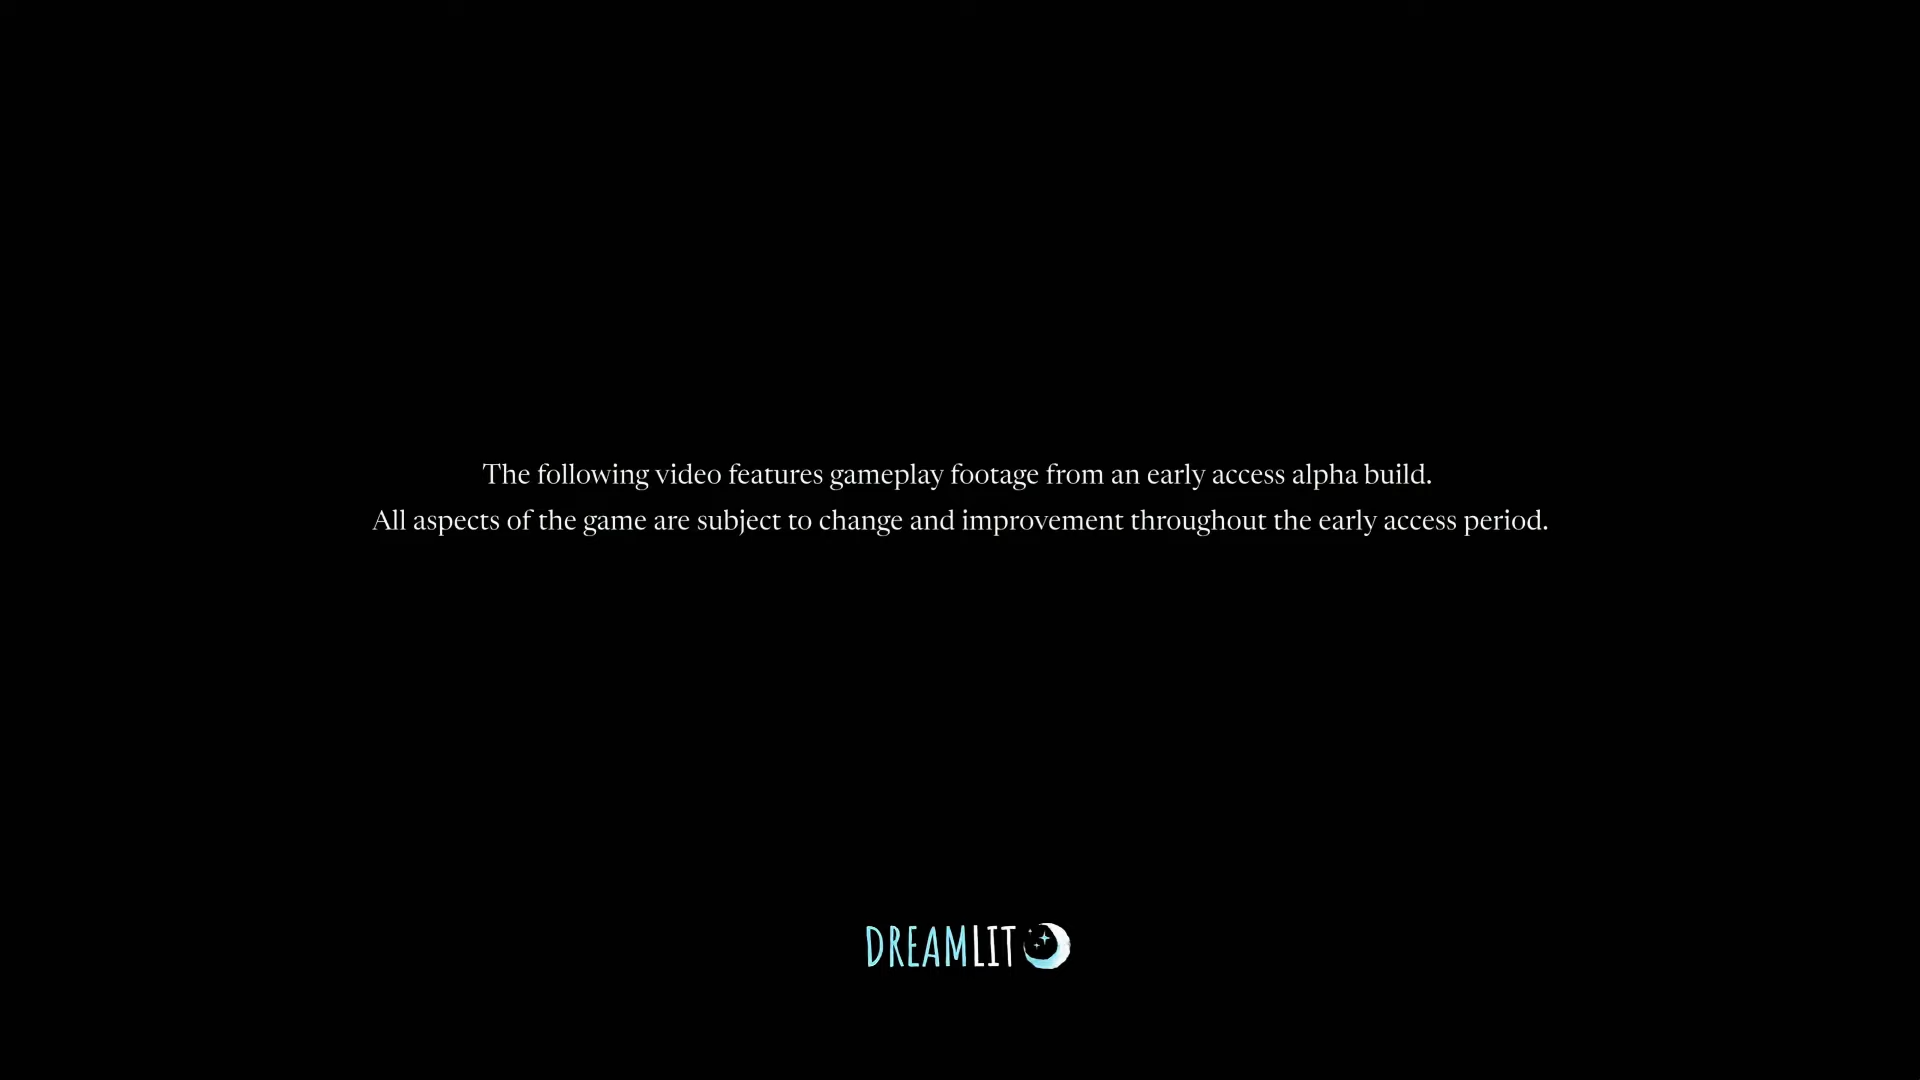 The following video features gameplay footage from an early access alpha build.
All aspects of the game are subject to change and improvement throughout the early access period.
DREAMLIT